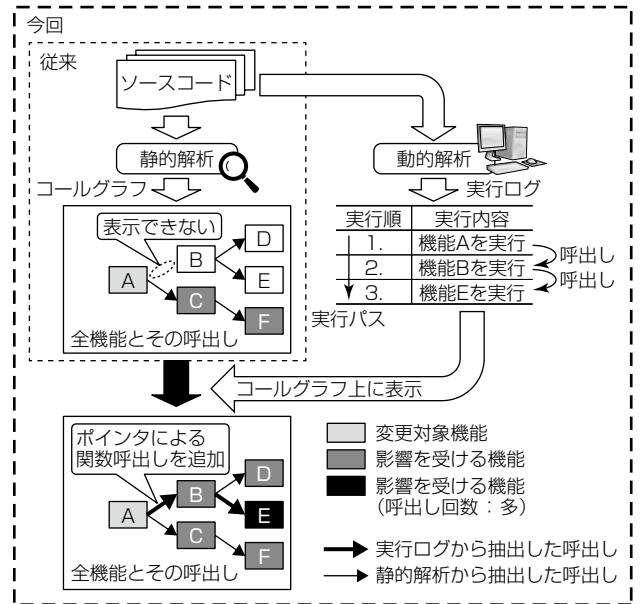 今回
従来
ソースコード
静的解析
動的解析
コールグラフ
実行ログ
表示できない
A
B
C
D
E
F
全機能とその呼出し
実行順 実行内容
1. 機能Aを実行
2. 機能Bを実行
3. 機能Eを実行
呼出し
呼出し
実行パス
コールグラフ上に表示
ポインタによる
関数呼出しを追加
A
B
C
D
E
F
全機能とその呼出し
変更対象機能
影響を受ける機能
影響を受ける機能
(呼出し回数:多)
実行ログから抽出した呼出し
静的解析から抽出した呼出し